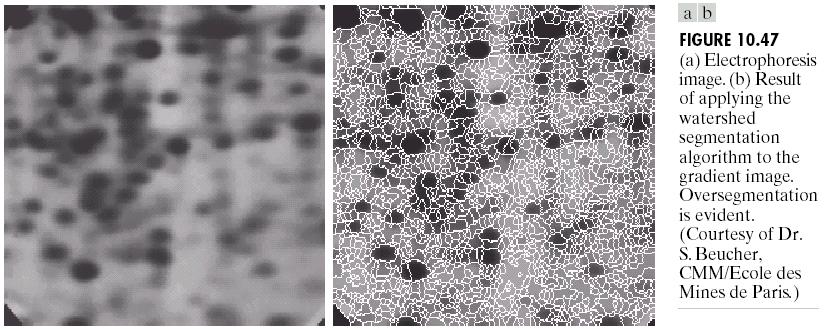 a b
FIGURE 10.47
(a) Electrophoresis
image. (b) Result
of applying the
watershed
segmentation
algorithm to the
gradient image.
Oversegmentation
is evident.
(Courtesy of Dr.
S. Beucher,
CMM/Ecole des
Mines de Paris.)